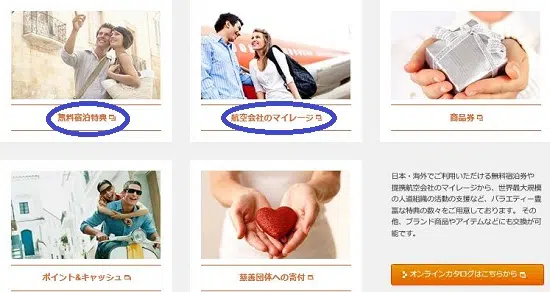 無料宿泊特典
航空会社のマイレージ
商品券
ポイント&キャッシュ
慈善団体への寄付
日本・海外でご利用いただける無料宿泊券や
提携航空会社のマイレージから、世界最大規模
の人道組織の活動の支援など、バラエティー豊
富な特典の数々をご用意しております。 その
他、ブランド商品やアイテムなどにも交換が可
能です。
オンラインカタログはこちらから